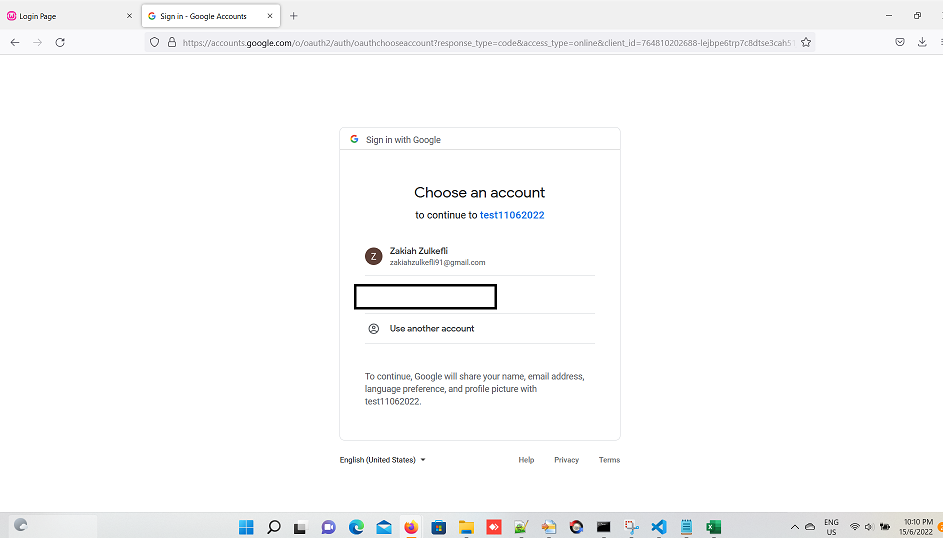 Login Page
Sign in - Google Accounts
https://accounts.google.com/o/oauth2/auth/oauthchooseaccount?response_type=code&access_type=online&client_id=764810202688-lejbpe6trp7c8dtse3cah51
Sign in with Google
Choose an account
to continue to test11062022
Z
Zakiah Zulkefli
zakiahzulkefli91@gmail.com
Use another account
To continue, Google will share your name, email address,
language preference, and profile picture with
test11062022.
English (United States)
Help
Privacy
Terms
ENG
US
10:10 PM
15/6/2022